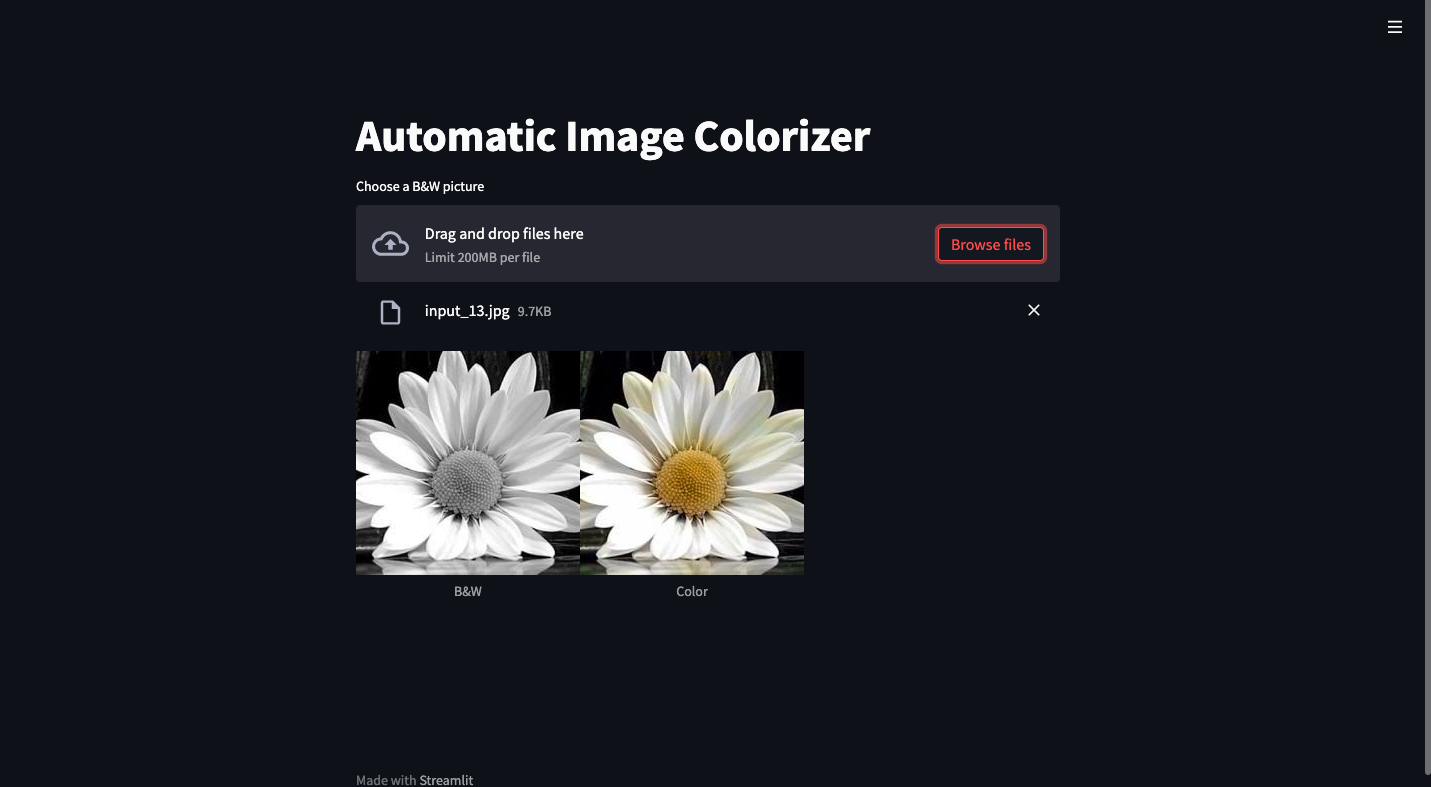 Automatic Image Colorizer
Choose a B&W picture
Drag and drop files here
Limit 200MB per file
Browse files
input_13.jpg 9.7KB
B&W
Color
Made with Streamlit